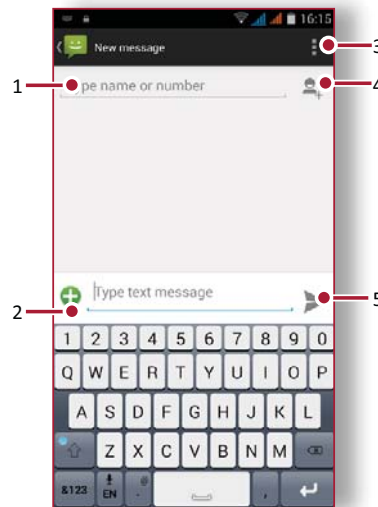 16:15
New message
3
1
Type name or number
4
Type text message
5
2
1 2 3 4 5 6 7 8 9 0
Q W E R T Y U I O P
A S D F G H J K L
Z X C V B N M
&123 EN . @ ,